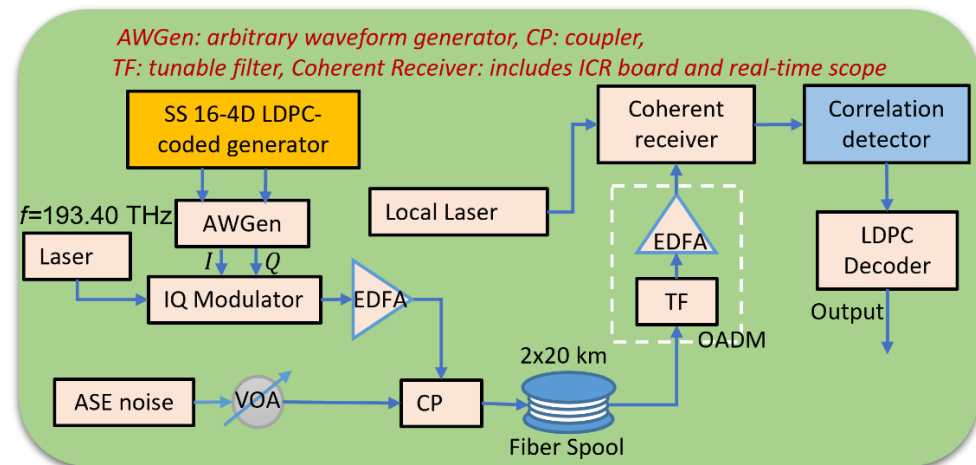 AWGen: arbitrary waveform generator, CP: coupler,
TF: tunable filter, Coherent Receiver: includes ICR board and real-time scope
SS 16-4D LDPC-
coded generator
Coherent
receiver
Correlation
detector
f=193.40 THz
AWGen
Local Laser
EDFA
LDPC
Decoder
Laser
I
Q
IQ Modulator
EDFA
TF
Output
OADM
2x20 km
ASE noise
VOA
CP
Fiber Spool